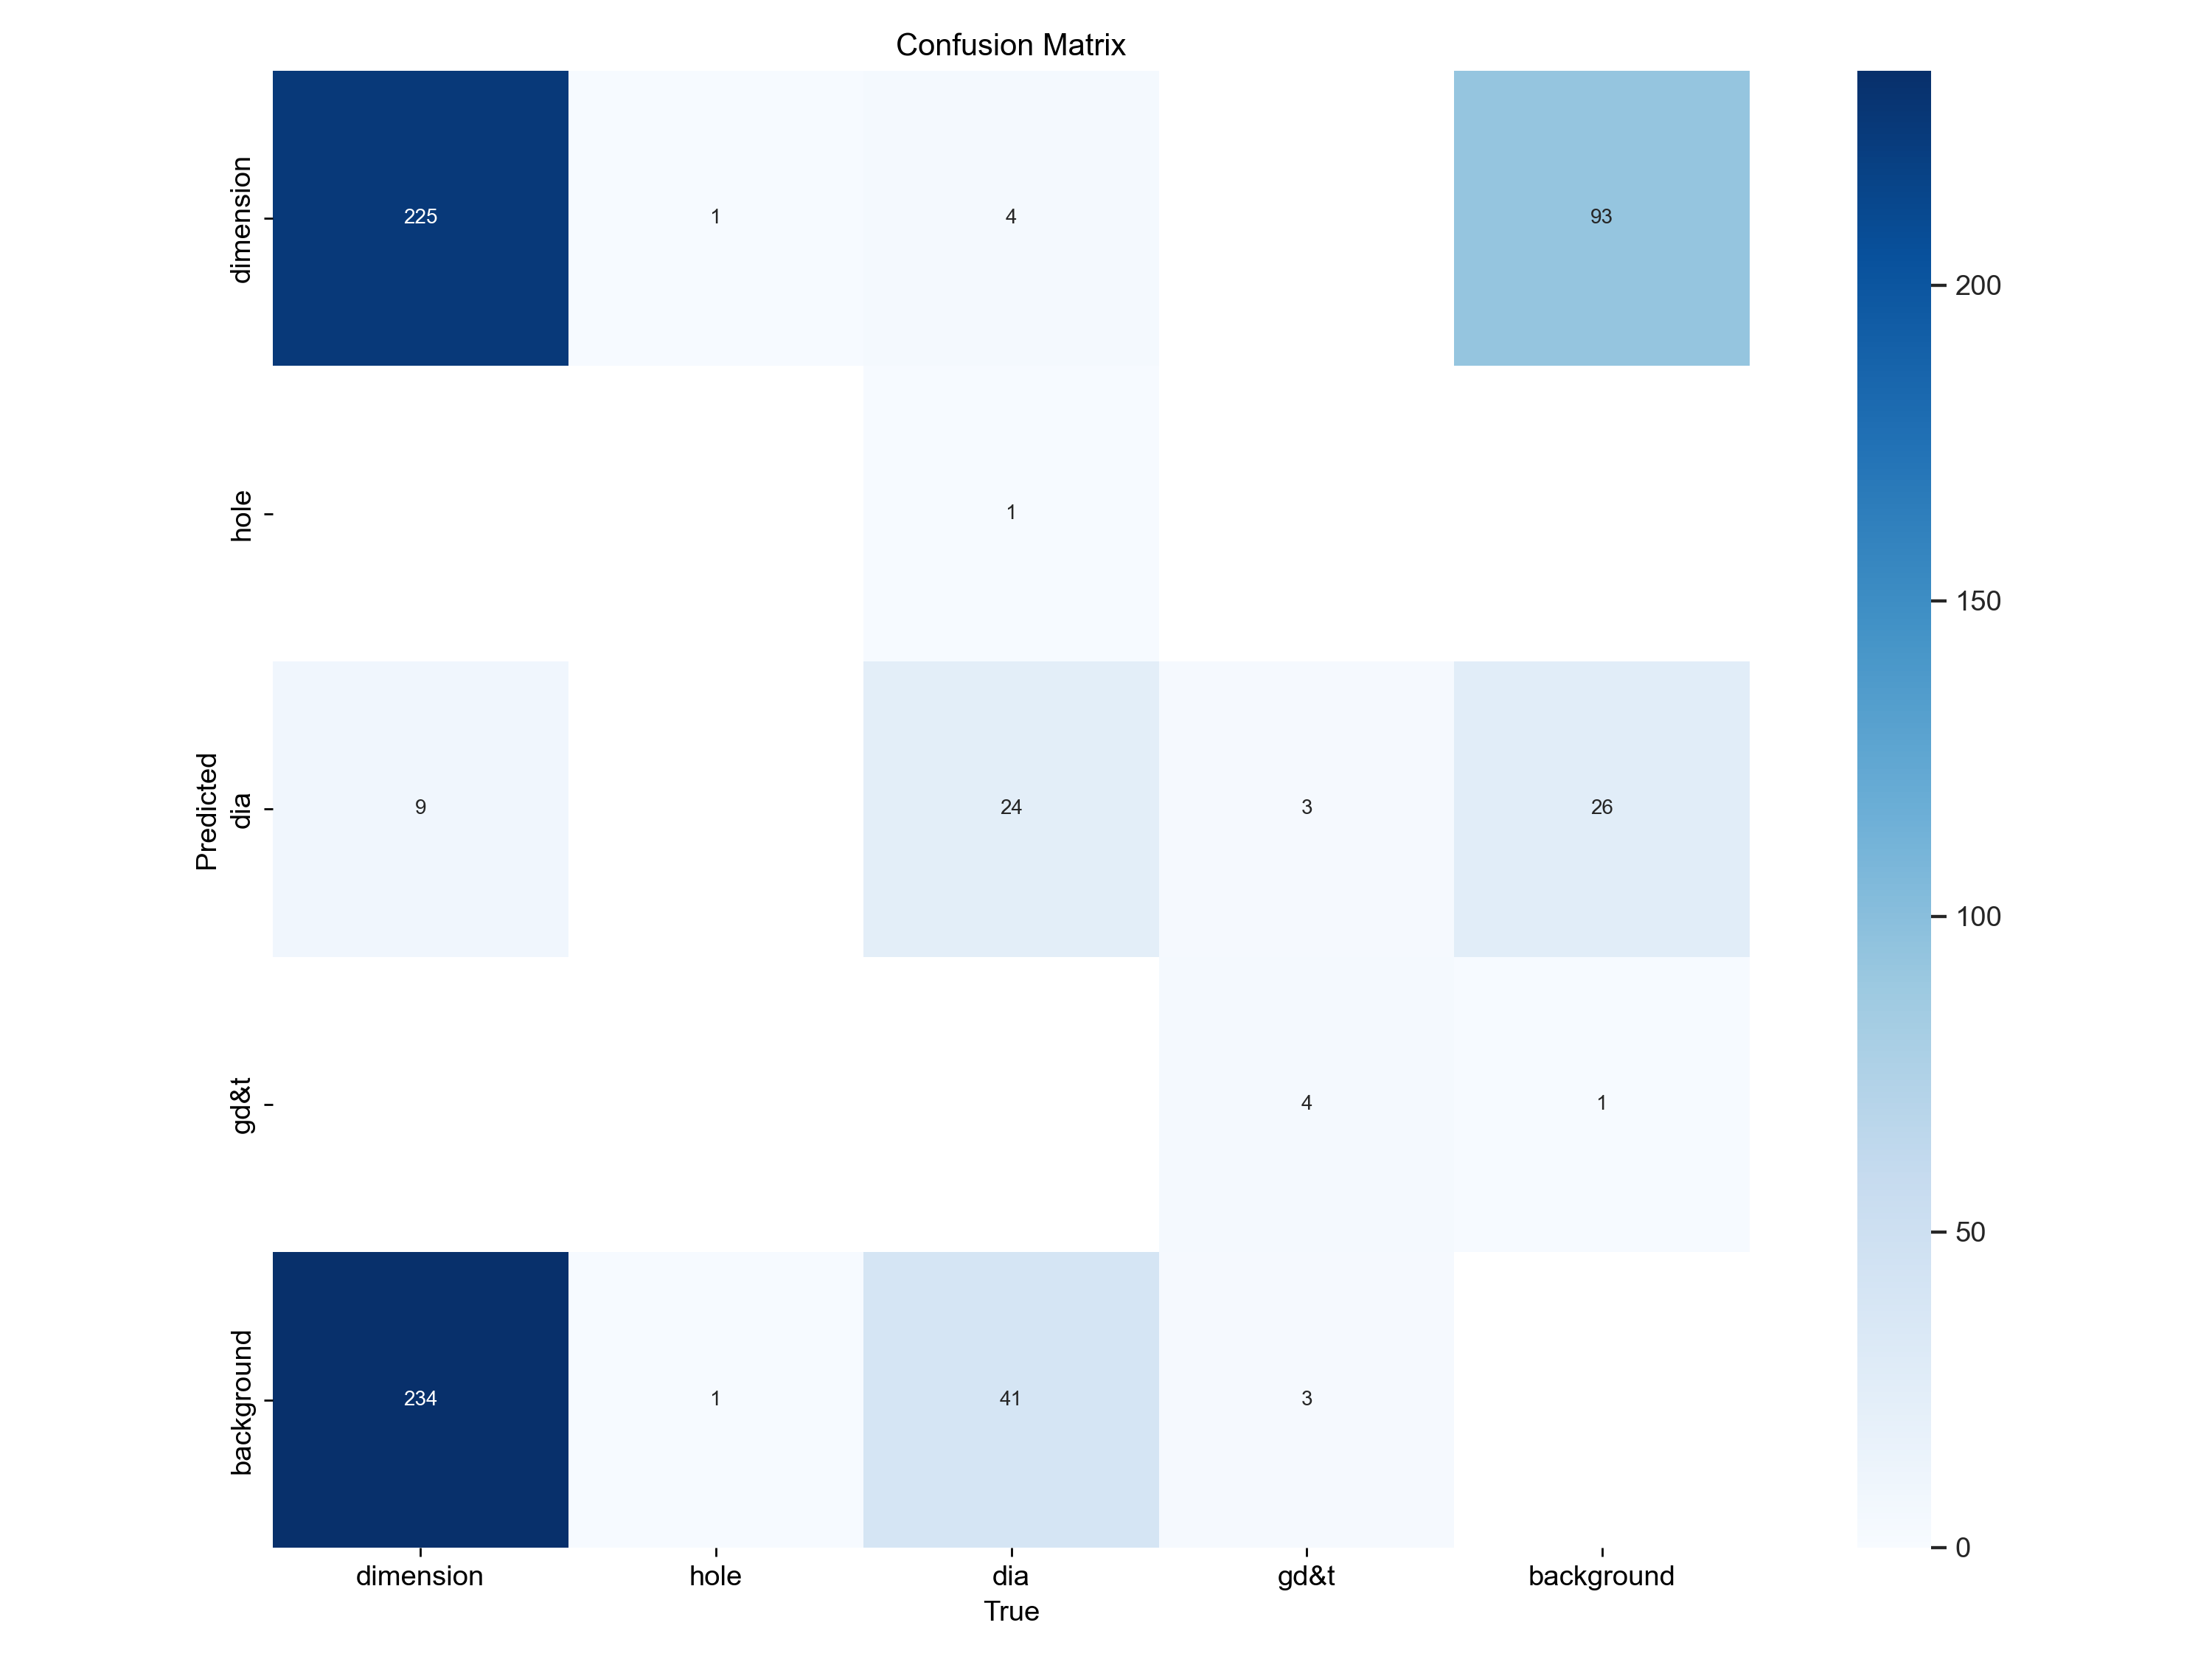 Confusion Matrix
dimension
225
1
4
93
200
hole
1
150
Predicted
dia
9
24
3
26
100
gd&t
4
1
50
background
234
1
41
3
0
dimension
hole
dia
gd&t
background
True